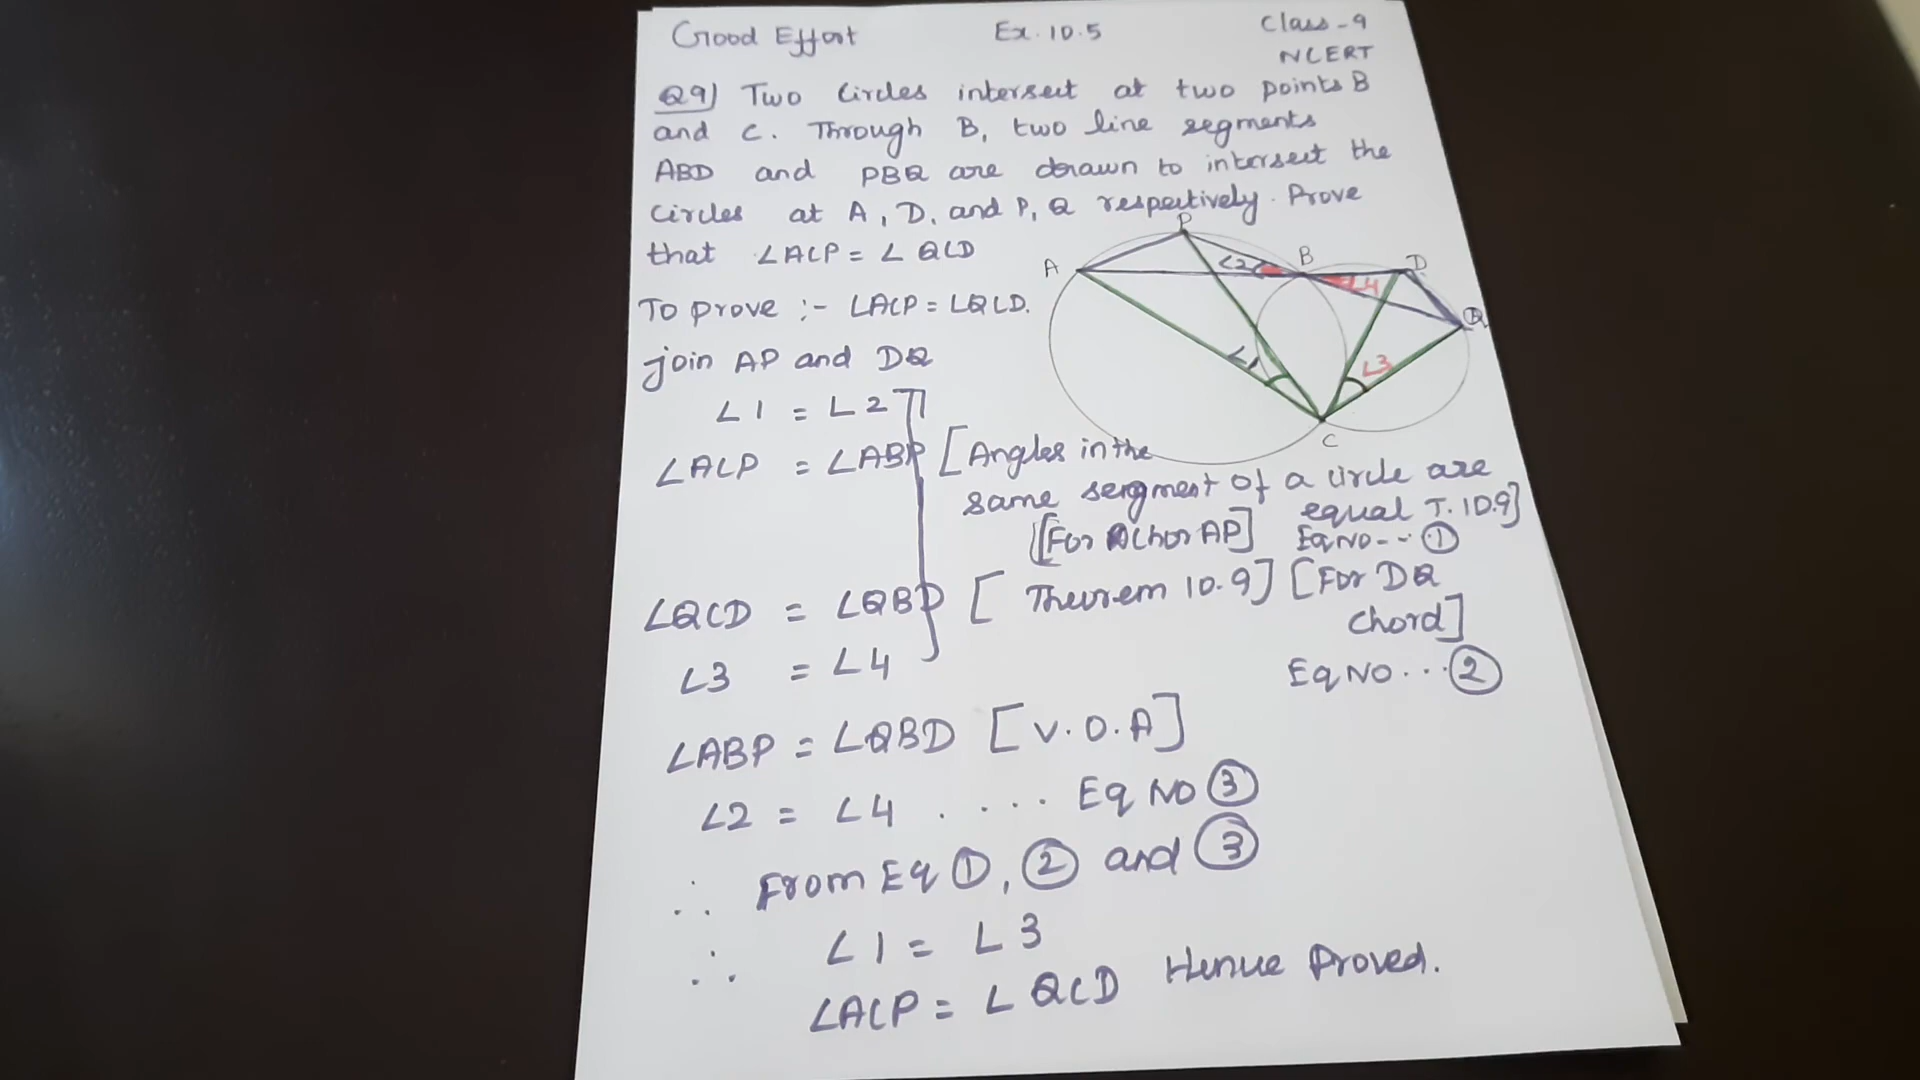 Good Effort Ex. 10.5 Class-9
NCERT
Q9) Two Circles intersect at two points B
and C. Through B, two line segments
ABD and PBQ are drawn to intersect the
Circles at A, D, and P, Q respectively. Prove
that ∠ACP = ∠QCD
P
A
∠2
B
D
∠4
Q
∠1
∠3
C
To prove :- ∠ACP = ∠QCD.
join AP and DQ
∠1 = ∠2
∠ACP = ∠ABP [Angles in the
same segment of a circle are
equal T. 10.9]
[For Chor AP] Eq No - - - ①
∠QCD = ∠QBD [Theorem 10.9] [For DQ
Chord]
∠3 = ∠4
Eq No ... ②
∠ABP = ∠QBD [V.O.A]
∠2 = ∠4 . .... Eq No ③
∴ From Eq ①, ② and ③
∴ ∠1 = ∠3
∠ACP = ∠QCD Hence Proved.